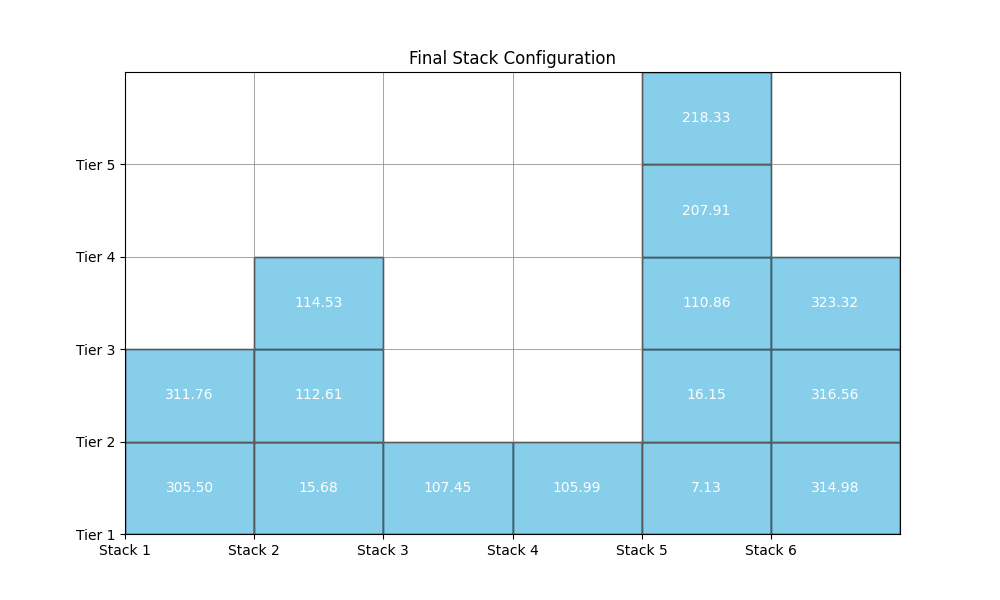 Final Stack Configuration
218.33
Tier 5
207.91
Tier 4
114.53 110.86 323.32
Tier 3
311.76 112.61 16.15 316.56
Tier 2
305.50 15.68 107.45 105.99 7.13 314.98
Tier 1
Stack 1 Stack 2 Stack 3 Stack 4 Stack 5 Stack 6